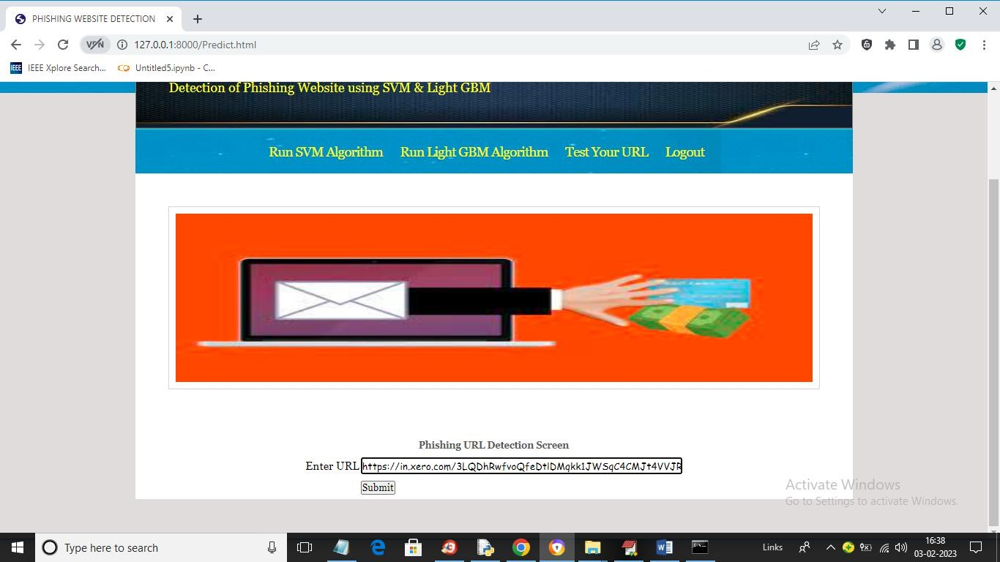 PHISHING WEBSITE DETECTION
VPN
127.0.0.1:8000/Predict.html
IEEE IEEE Xplore Search... Untitled5.ipynb - C...
Detection of Phishing Website using SVM & Light GBM
Run SVM Algorithm Run Light GBM Algorithm Test Your URL Logout
Phishing URL Detection Screen
Enter URL https://in.xero.com/3LQDhRwfvoQfeDtlDMqkk1JWSqC4CMJt4VVJR
Submit
Activate Windows
Go to Settings to activate Windows.
Type here to search
Links
16:38
03-02-2023